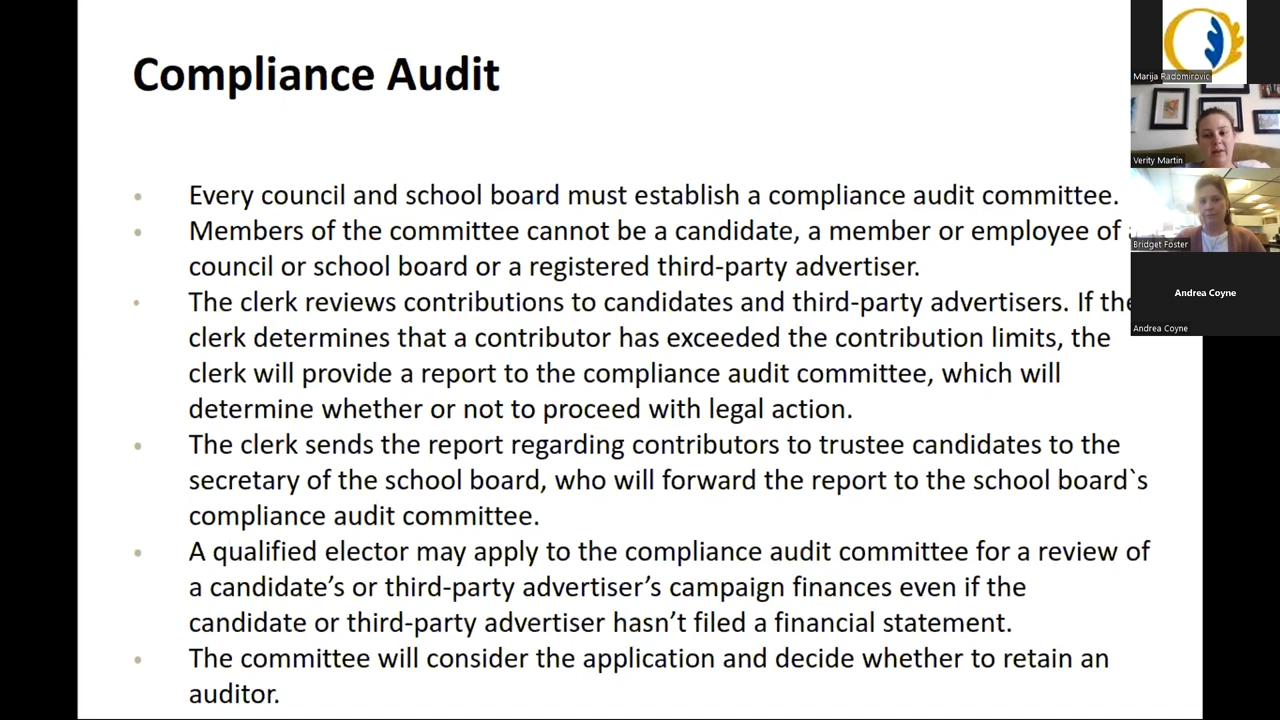 Compliance Audit
• Every council and school board must establish a compliance audit committee.
• Members of the committee cannot be a candidate, a member or employee of
council or school board or a registered third-party advertiser.
• The clerk reviews contributions to candidates and third-party advertisers. If the
clerk determines that a contributor has exceeded the contribution limits, the
clerk will provide a report to the compliance audit committee, which will
determine whether or not to proceed with legal action.
• The clerk sends the report regarding contributors to trustee candidates to the
secretary of the school board, who will forward the report to the school board`s
compliance audit committee.
• A qualified elector may apply to the compliance audit committee for a review of
a candidate’s or third-party advertiser’s campaign finances even if the
candidate or third-party advertiser hasn’t filed a financial statement.
• The committee will consider the application and decide whether to retain an
auditor.
Marija Radomirovic
Verity Martin
Bridget Foster
Andrea Coyne
Andrea Coyne